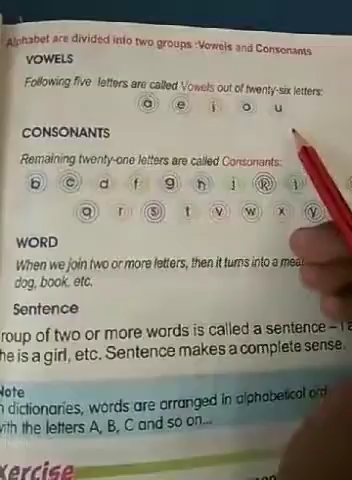 Alphabet are divided into two groups :Vowels and Consonants
VOWELS
Following five letters are called Vowels out of twenty-six letters:
a e i o u
CONSONANTS
Remaining twenty-one letters are called Consonants:
b c d f g h j k l
q r s t v w x y
WORD
When we join two or more letters, then it turns into a
dog, book, etc.
Sentence
of two or more words is called a sentence –
he is a girl, etc. Sentence makes a complete sense.
Note
dictionaries, words are arranged in alphabetical
with the letters A, B, C and so on...